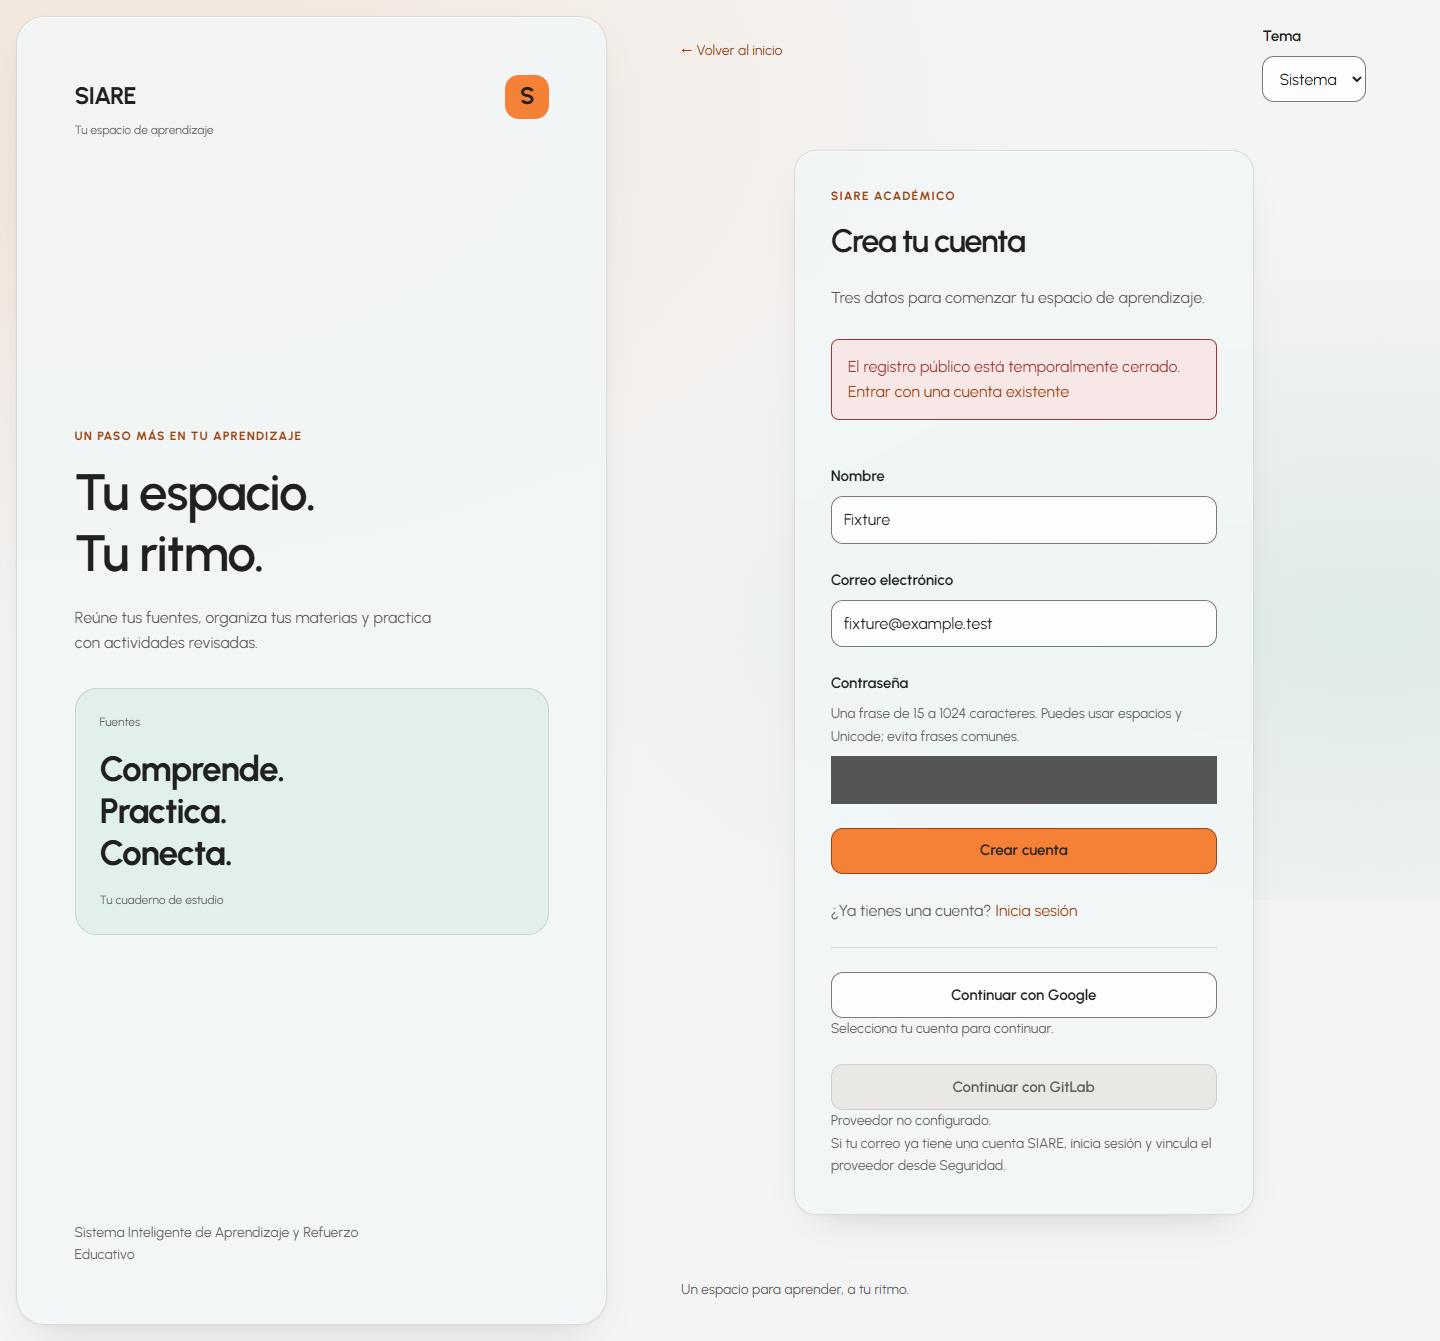 SIARE
S
Tu espacio de aprendizaje
UN PASO MÁS EN TU APRENDIZAJE
Tu espacio.
Tu ritmo.
Reúne tus fuentes, organiza tus materias y practica
con actividades revisadas.
Fuentes
Comprende.
Practica.
Conecta.
Tu cuaderno de estudio
Sistema Inteligente de Aprendizaje y Refuerzo
Educativo
← Volver al inicio
Tema
Sistema
SIARE ACADÉMICO
Crea tu cuenta
Tres datos para comenzar tu espacio de aprendizaje.
El registro público está temporalmente cerrado.
Entrar con una cuenta existente
Nombre
Fixture
Correo electrónico
fixture@example.test
Contraseña
Una frase de 15 a 1024 caracteres. Puedes usar espacios y
Unicode; evita frases comunes.
Crear cuenta
¿Ya tienes una cuenta? Inicia sesión
Continuar con Google
Selecciona tu cuenta para continuar.
Continuar con GitLab
Proveedor no configurado.
Si tu correo ya tiene una cuenta SIARE, inicia sesión y vincula el
proveedor desde Seguridad.
Un espacio para aprender, a tu ritmo.